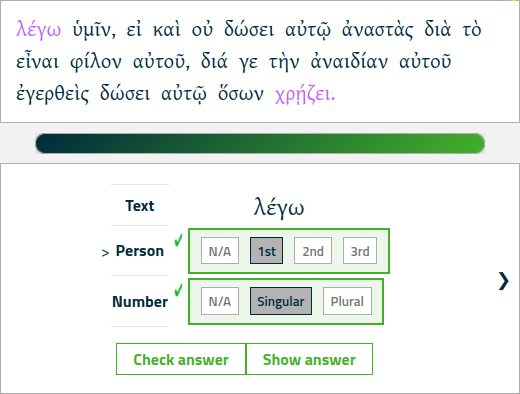 λέγω ὑμῖν, εἰ καὶ οὐ δώσει αὐτῷ ἀναστὰς διὰ τὸ
εἶναι φίλον αὐτοῦ, διά γε τὴν ἀναιδίαν αὐτοῦ
ἐγερθεὶς δώσει αὐτῷ ὅσων χρῄζει.
Text λέγω
> Person N/A 1st 2nd 3rd
Number N/A Singular Plural
Check answer Show answer